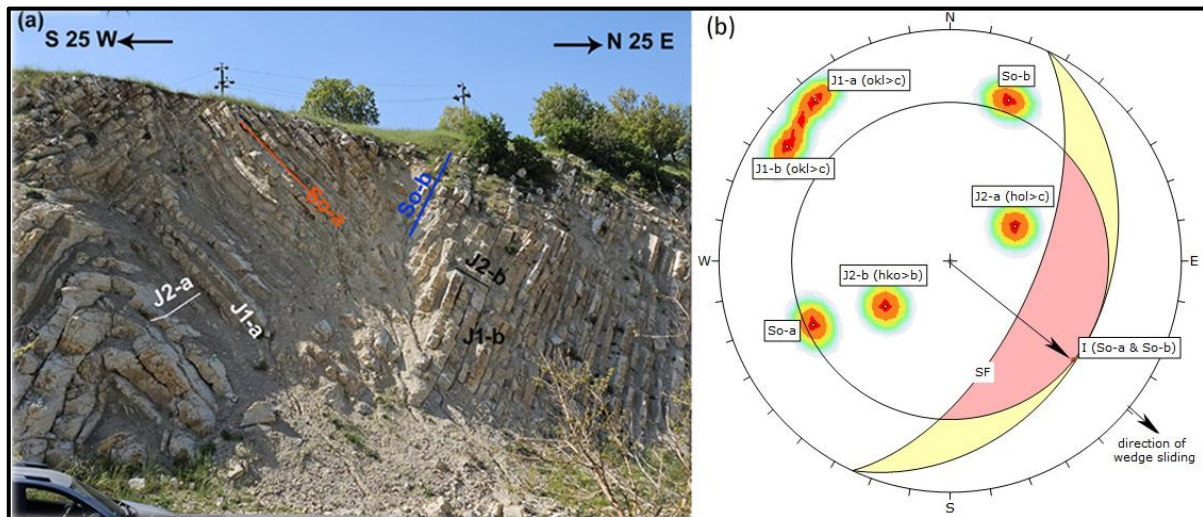 (a)
S 25 W
N 25 E
So-a
So-b
J2-b
J2-a
J1-a
J1-b
(b)
N
J1-a (okl>c)
So-b
J1-b (okl>c)
J2-a (hol>c)
W
E
J2-b (hko>b)
So-a
I (So-a & So-b)
SF
direction of
wedge sliding
S